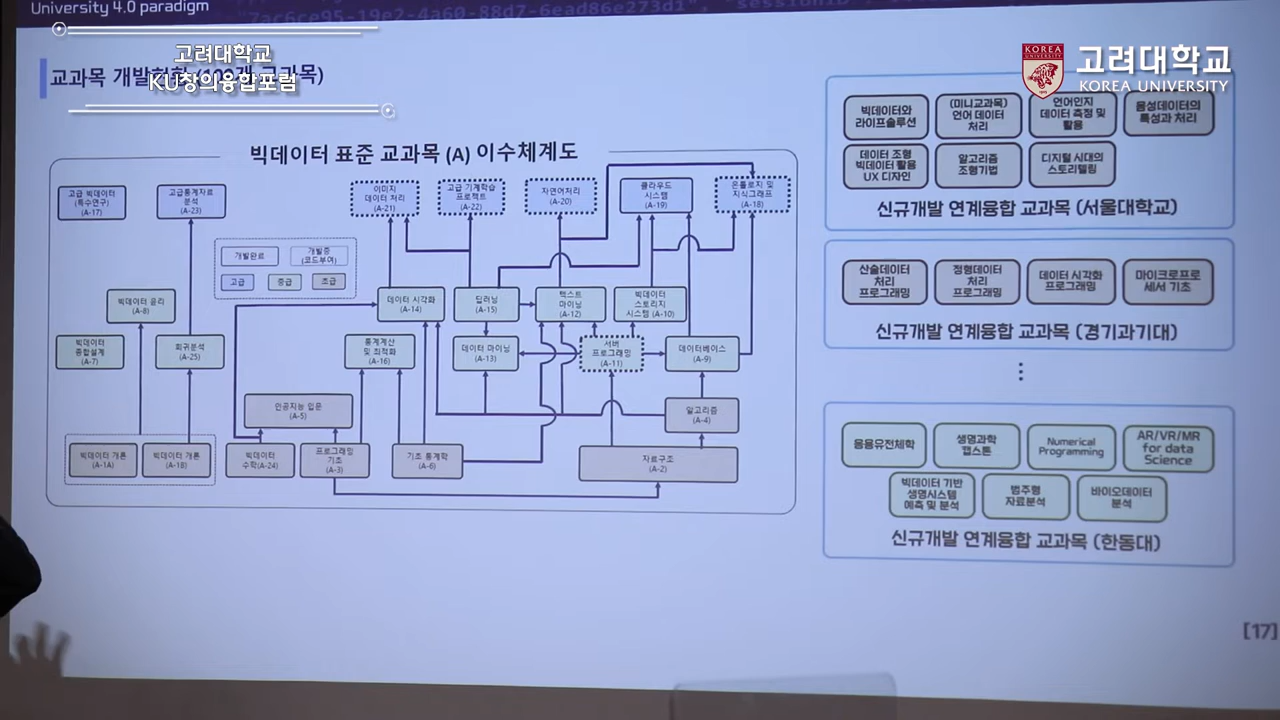 University 4.0 paradigm
7ac6ce95-19e2-4a60-88d7-6ead86e273d1
고려대학교
KU창의융합포럼
교과목 개발현황
교과목)
KOREA
UNIVERSITY
고려대학교
KOREA UNIVERSITY
빅데이터 표준 교과목 (A) 이수체계도
고급 빅데이터
(특수연구)
(A-17)
고급통계자료
분석
(A-23)
이미지
데이터 처리
(A-21)
고급 기계학습
프로젝트
(A-22)
자연어처리
(A-20)
클라우드
시스템
(A-19)
온톨로지 및
지식그래프
(A-18)
개발완료
개발중
(코드부여)
고급
중급
초급
빅데이터 윤리
(A-8)
데이터 시각화
(A-14)
딥러닝
(A-15)
텍스트
마이닝
(A-12)
빅데이터
스토리지
시스템 (A-10)
빅데이터
종합설계
(A-7)
회귀분석
(A-25)
통계계산
및 최적화
(A-16)
데이터 마이닝
(A-13)
서버
프로그래밍
(A-11)
데이터베이스
(A-9)
인공지능 입문
(A-5)
알고리즘
(A-4)
빅데이터 개론
(A-1A)
빅데이터 개론
(A-1B)
빅데이터
수학(A-24)
프로그래밍
기초
(A-3)
기초 통계학
(A-6)
자료구조
(A-2)
빅데이터와
라이프솔루션
(미니교과목)
언어 데이터
처리
언어인지
데이터 측정 및
활용
음성데이터의
특성과 처리
데이터 조형
빅데이터 활용
UX 디자인
알고리즘
조형기법
디지털 시대의
스토리텔링
신규개발 연계융합 교과목 (서울대학교)
산술데이터
처리
프로그래밍
정형데이터
처리
프로그래밍
데이터 시각화
프로그래밍
마이크로프로
세서 기초
신규개발 연계융합 교과목 (경기과기대)
응용유전체학
생명과학
캡스톤
Numerical
Programming
AR/VR/MR
for data
Science
빅데이터 기반
생명시스템
예측 및 분석
범주형
자료분석
바이오데이터
분석
신규개발 연계융합 교과목 (한동대)
[17]